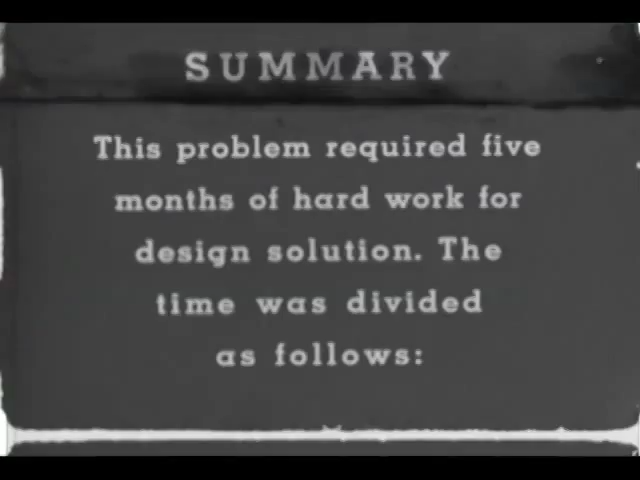 SUMMARY
This problem required five
months of hard work for
design solution. The
time was divided
as follows: